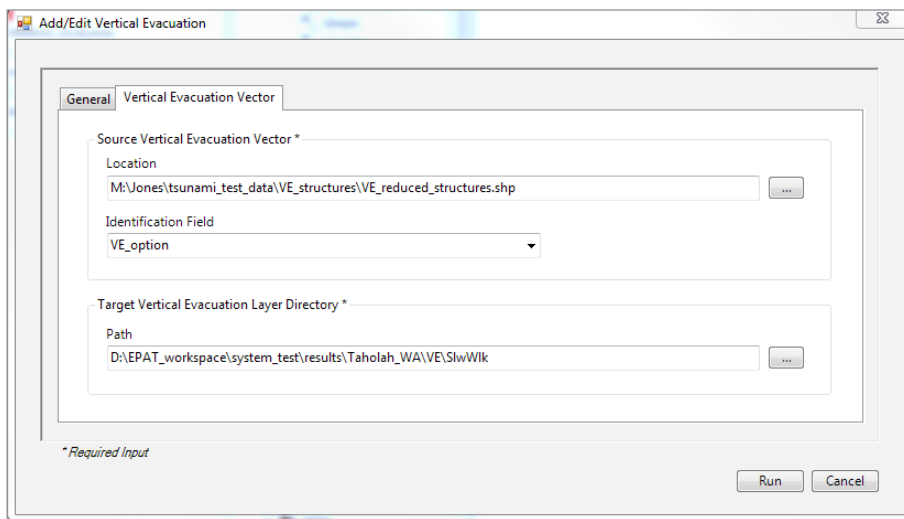 Add/Edit Vertical Evacuation
General Vertical Evacuation Vector
Source Vertical Evacuation Vector *
Location
M:\Jones\tsunami_test_data\VE_structures\VE_reduced_structures.shp
...
Identification Field
VE_option
Target Vertical Evacuation Layer Directory *
Path
D:\EPAT_workspace\system_test\results\Taholah_WA\VE\SlwWlk
...
* Required Input
Run Cancel